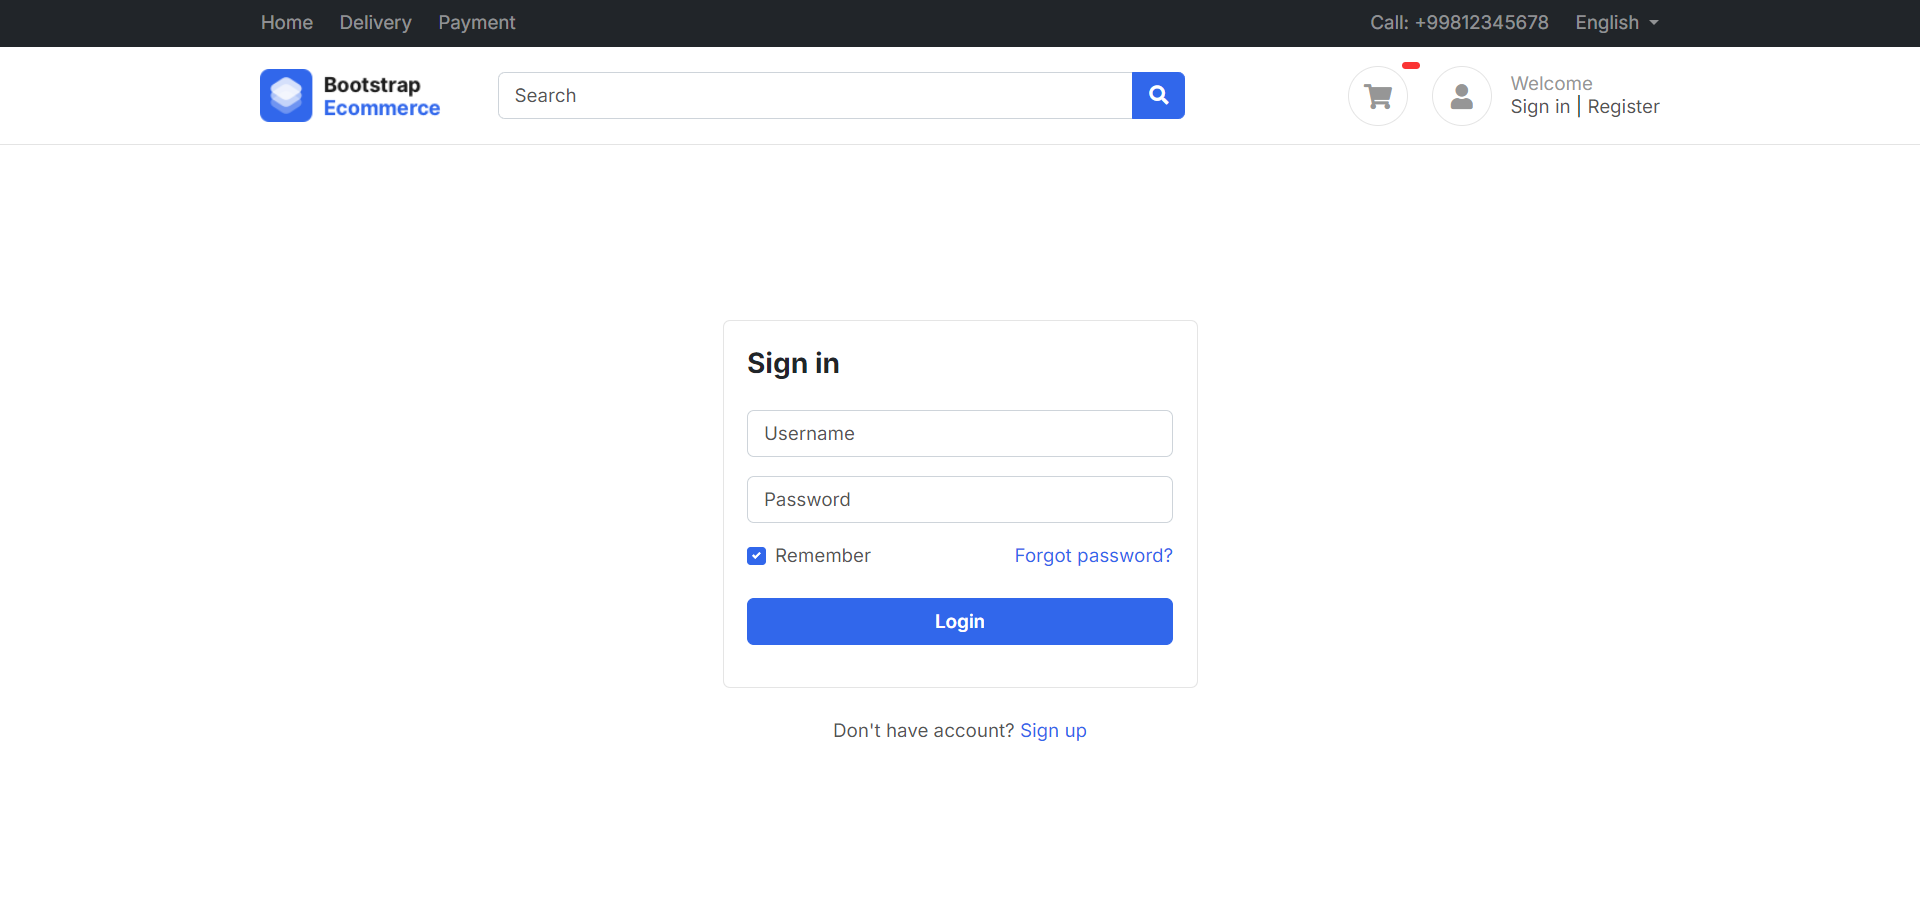 Home Delivery Payment Call: +99812345678 English
Bootstrap
Ecommerce
Search
Welcome
Sign in | Register
Sign in
Username
Password
Remember Forgot password?
Login
Don't have account? Sign up